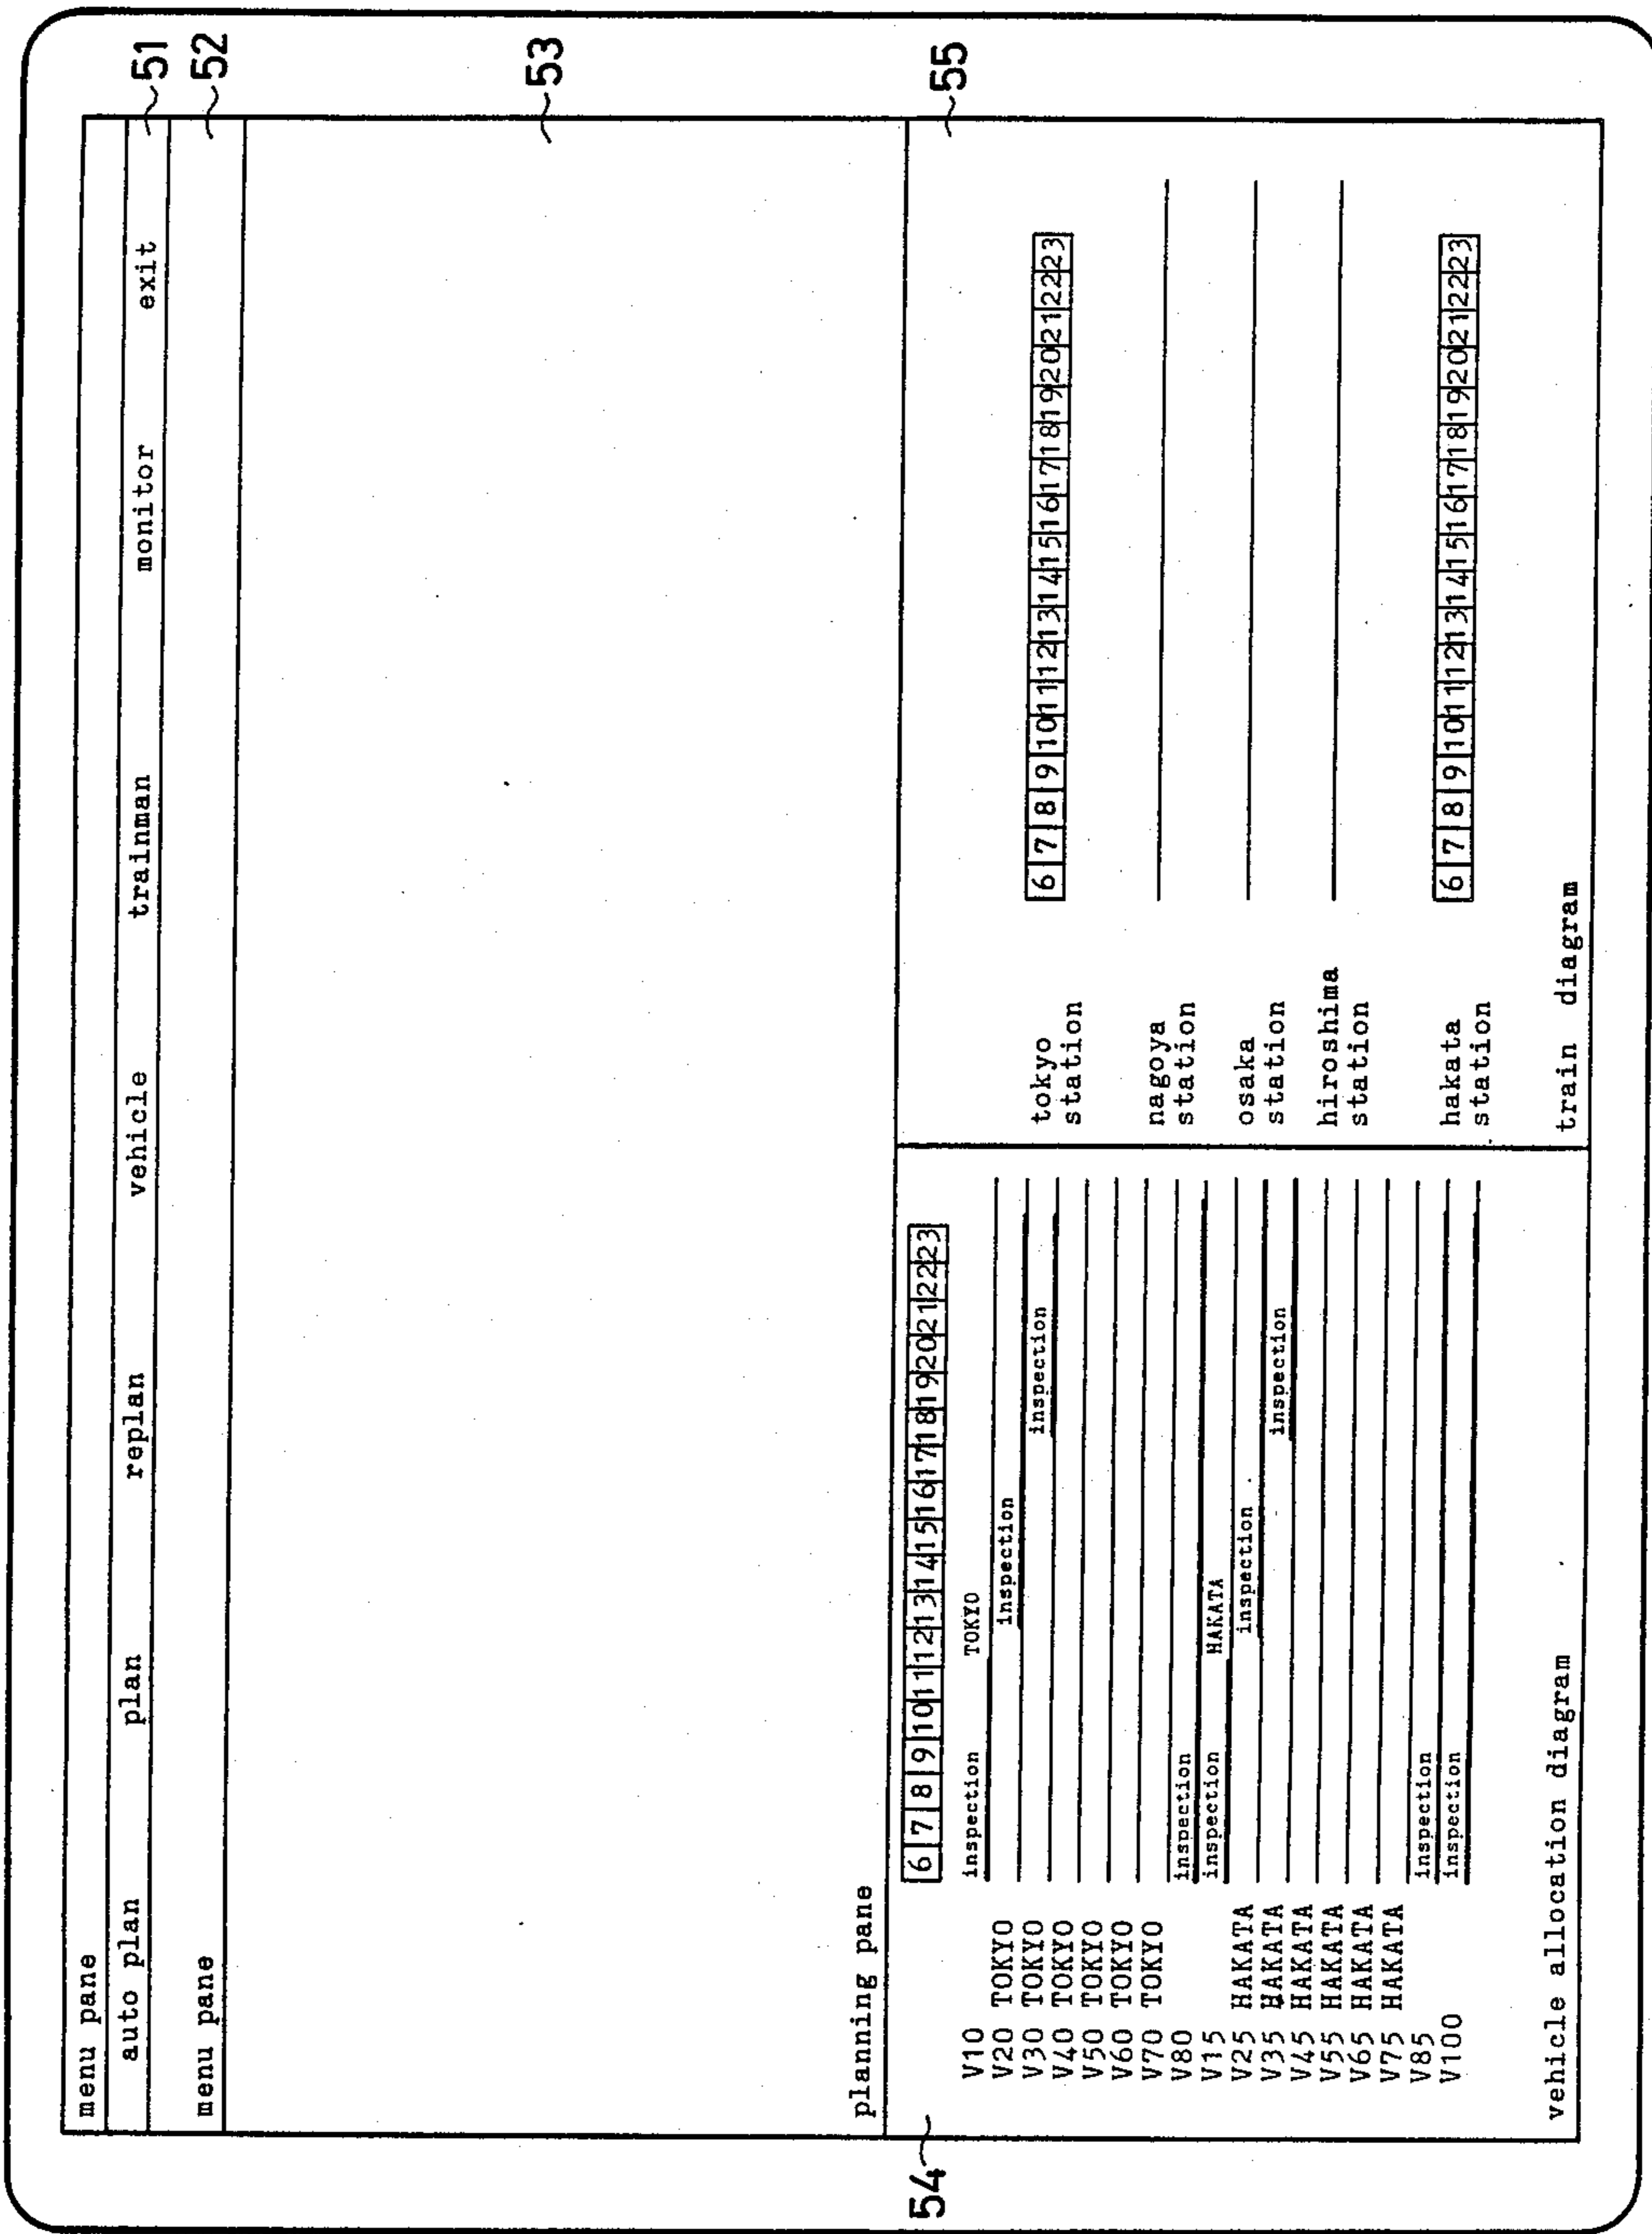 menu pane
auto plan plan replan vehicle trainman monitor exit
51
menu pane
52
53
planning pane
54
6 7 8 9 10 11 12 13 14 15 16 17 18 19 20 21 22 23
V10 inspection TOKYO
V20 TOKYO inspection
V30 TOKYO inspection
V40 TOKYO
V50 TOKYO
V60 TOKYO
V70 TOKYO
V80 inspection
V15 inspection HAKATA
V25 HAKATA inspection
V35 HAKATA inspection
V45 HAKATA
V55 HAKATA
V65 HAKATA
V75 HAKATA
V85 inspection
V100 inspection
vehicle allocation diagram
55
tokyo
station
6 7 8 9 10 11 12 13 14 15 16 17 18 19 20 21 22 23
nagoya
station
osaka
station
hiroshima
station
hakata
station
6 7 8 9 10 11 12 13 14 15 16 17 18 19 20 21 22 23
train diagram